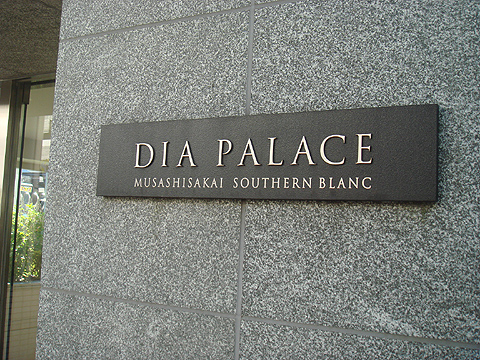 DIA PALACE
MUSASHISAKAI SOUTHERN BLANC